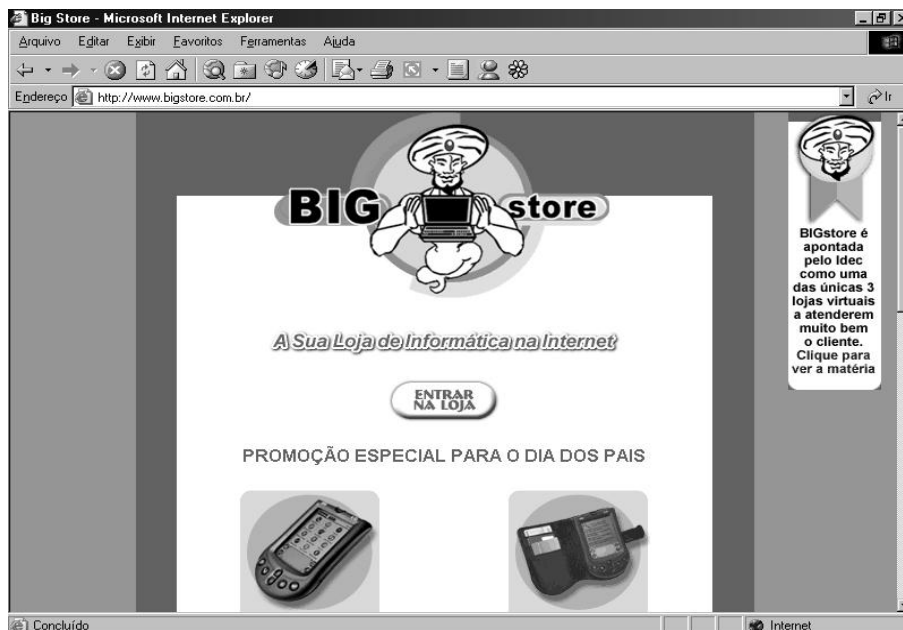 Big Store - Microsoft Internet Explorer
Arquivo Editar Exibir Favoritos Ferramentas Ajuda
Endereço http://www.bigstore.com.br/ Ir
BIG store
A Sua Loja de Informática na Internet
ENTRAR
NA LOJA
PROMOÇÃO ESPECIAL PARA O DIA DOS PAIS
BIGstore é
apontada
pelo Idec
como uma
das únicas 3
lojas virtuais
a atenderem
muito bem
o cliente.
Clique para
ver a matéria
Concluído Internet